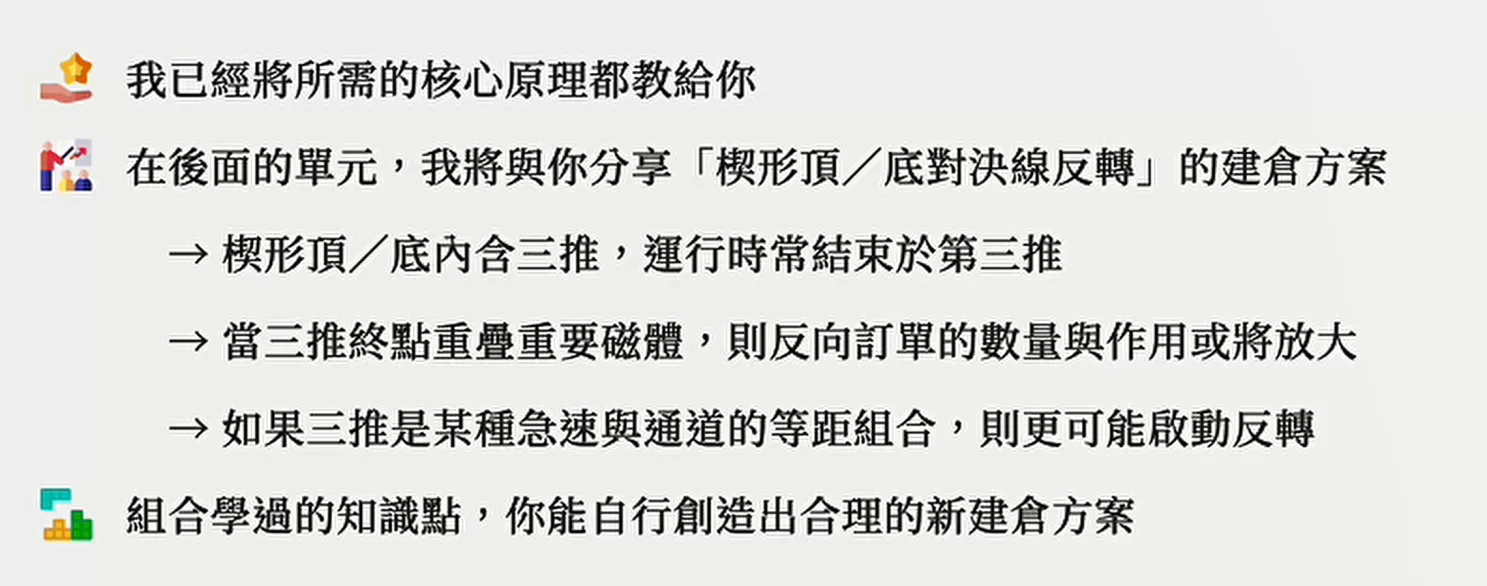 我已經將所需的核心原理都教給你
在後面的單元，我將與你分享「楔形頂／底對決線反轉」的建倉方案
→ 楔形頂／底內含三推，運行時常結束於第三推
→ 當三推終點重疊重要磁體，則反向訂單的數量與作用或將放大
→ 如果三推是某種急速與通道的等距組合，則更可能啟動反轉
組合學過的知識點，你能自行創造出合理的新建倉方案